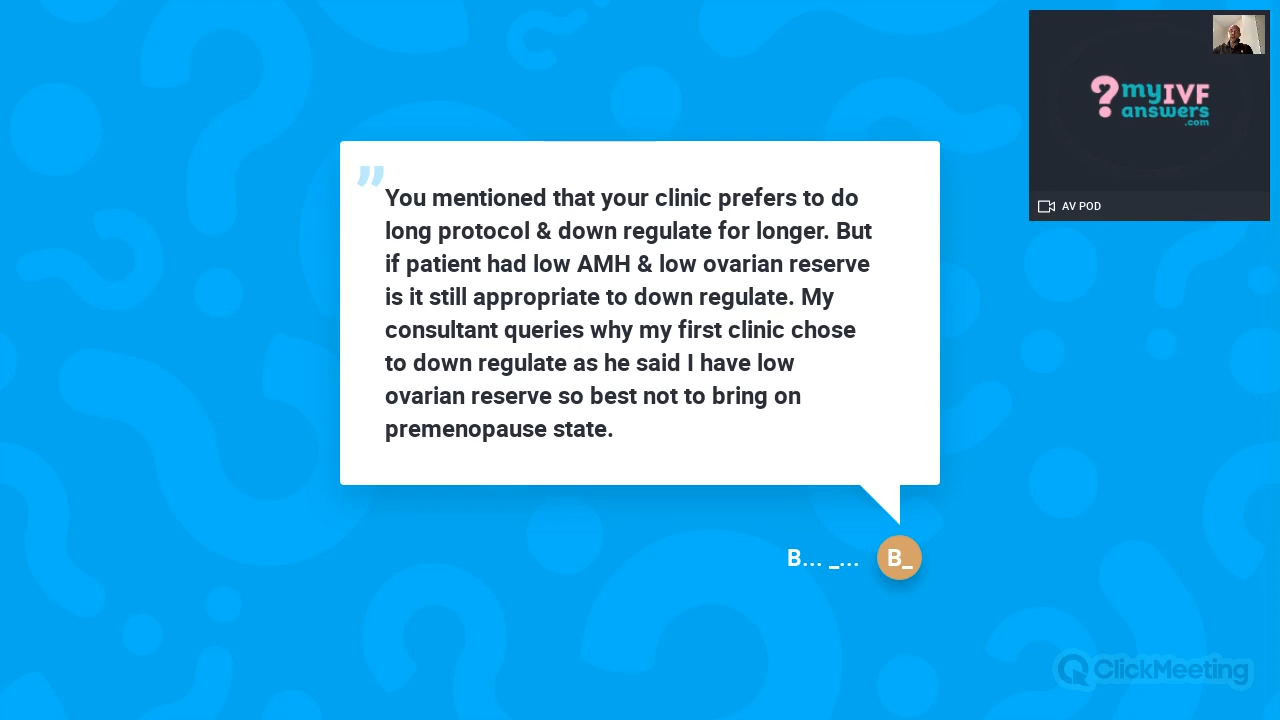 You mentioned that your clinic prefers to do
long protocol & down regulate for longer. But
if patient had low AMH & low ovarian reserve
is it still appropriate to down regulate. My
consultant queries why my first clinic chose
to down regulate as he said I have low
ovarian reserve so best not to bring on
premenopause state.
B... _...
B_
?myIVF
answers
.com
AV POD
ClickMeeting